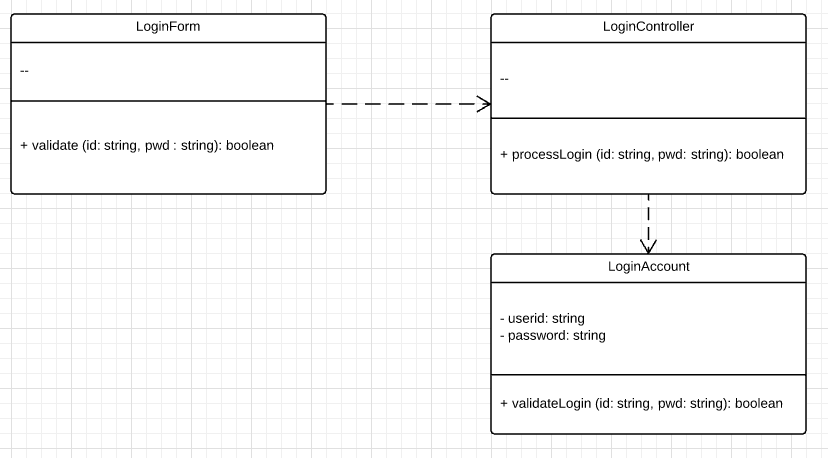 LoginForm
--
+ validate (id: string, pwd : string): boolean
LoginController
--
+ processLogin (id: string, pwd: string): boolean
LoginAccount
- userid: string
- password: string
+ validateLogin (id: string, pwd: string): boolean